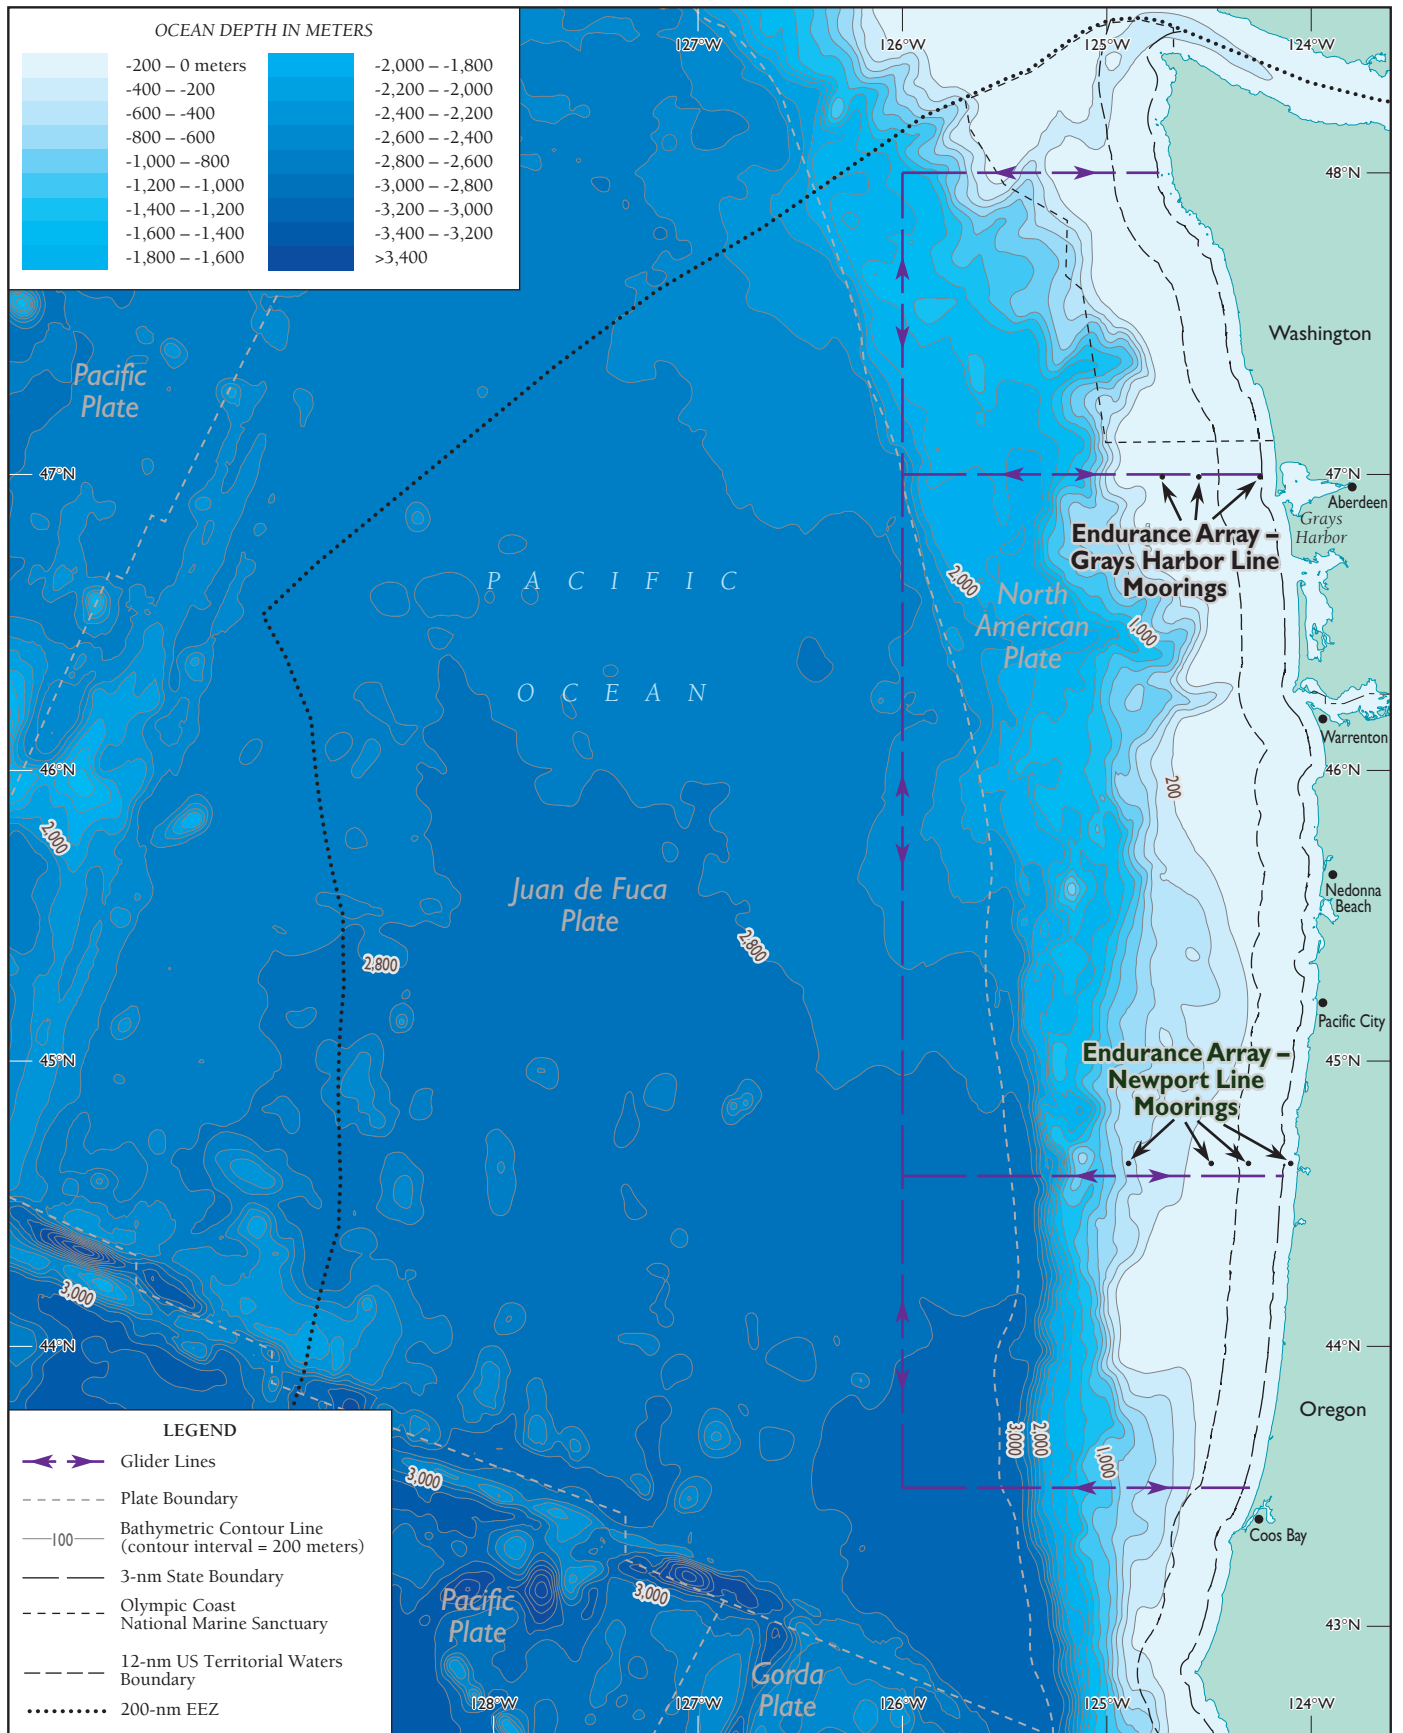 OCEAN DEPTH IN METERS
-200 – 0 meters
-400 – -200
-600 – -400
-800 – -600
-1,000 – -800
-1,200 – -1,000
-1,400 – -1,200
-1,600 – -1,400
-1,800 – -1,600
-2,000 – -1,800
-2,200 – -2,000
-2,400 – -2,200
-2,600 – -2,400
-2,800 – -2,600
-3,000 – -2,800
-3,200 – -3,000
-3,400 – -3,200
>3,400
127°W
126°W
125°W
124°W
48°N
Washington
Pacific
Plate
47°N
47°N
Aberdeen
Grays
Harbor
Endurance Array –
Grays Harbor Line
Moorings
PACIFIC
2,000
North
American
Plate
1,000
OCEAN
Warrenton
46°N
46°N
200
2,000
Juan de Fuca
Plate
Nedonna
Beach
2,800
2,800
Pacific City
45°N
45°N
Endurance Array –
Newport Line
Moorings
3,000
44°N
44°N
Oregon
3,000
2,000
1,000
3,000
Coos Bay
3,000
Pacific
Plate
43°N
Gorda
Plate
128°W
127°W
126°W
125°W
124°W
LEGEND
Glider Lines
Plate Boundary
100
Bathymetric Contour Line
(contour interval = 200 meters)
3-nm State Boundary
Olympic Coast
National Marine Sanctuary
12-nm US Territorial Waters
Boundary
200-nm EEZ